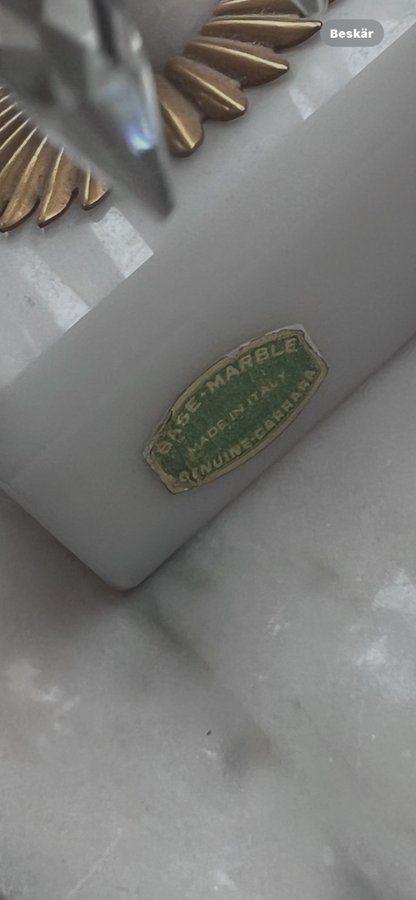 Beskär
BASE-MARBLE
MADE IN ITALY
GENUINE-CARRARA